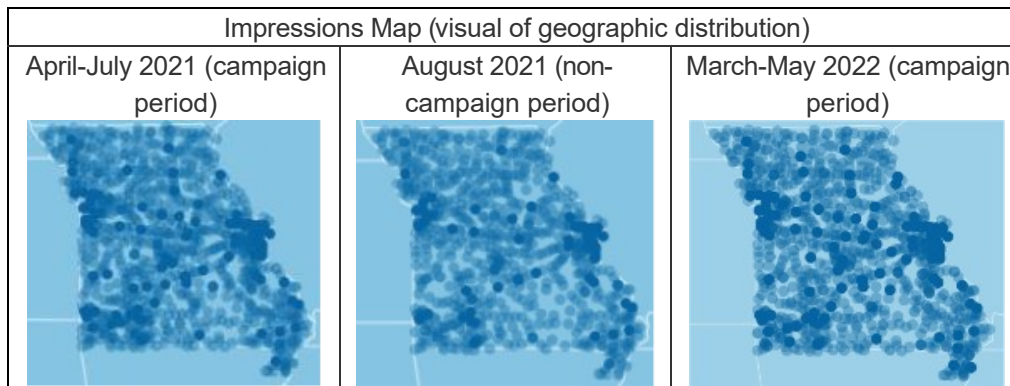 Impressions Map (visual of geographic distribution)
April-July 2021 (campaign
period)
August 2021 (non-
campaign period)
March-May 2022 (campaign
period)